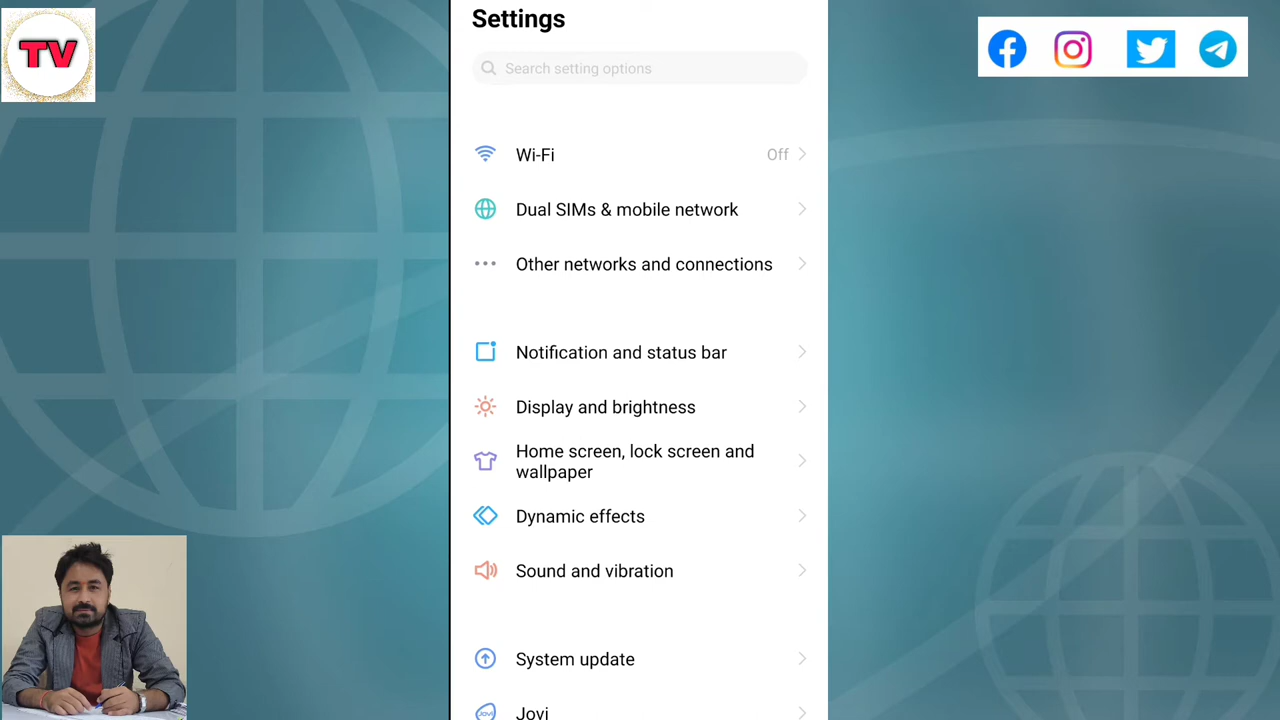 TV
Settings
Search setting options
Wi-Fi Off
Dual SIMs & mobile network
Other networks and connections
Notification and status bar
Display and brightness
Home screen, lock screen and
wallpaper
Dynamic effects
Sound and vibration
System update
JOVI Jovi